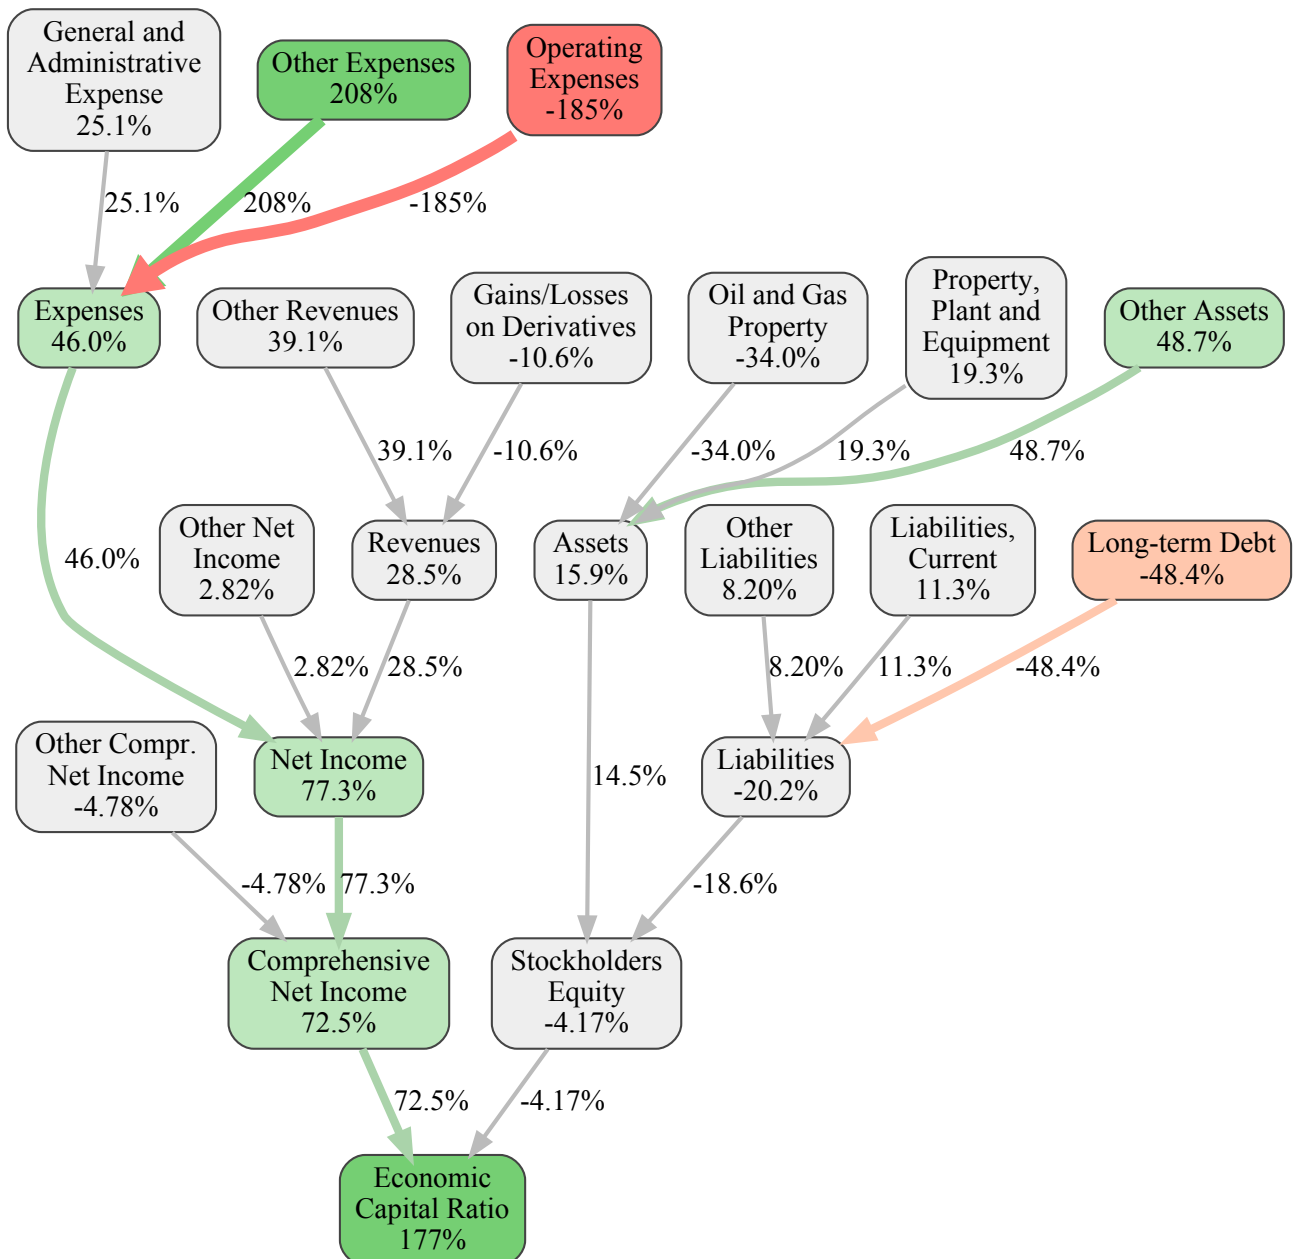 General and
Administrative
Expense
25.1%
Other Expenses
208%
Operating
Expenses
-185%
25.1%
208%
-185%
Expenses
46.0%
Other Revenues
39.1%
Gains/Losses
on Derivatives
-10.6%
Oil and Gas
Property
-34.0%
Property,
Plant and
Equipment
19.3%
Other Assets
48.7%
39.1%
-10.6%
-34.0%
19.3%
48.7%
46.0%
Other Net
Income
2.82%
Revenues
28.5%
Assets
15.9%
Other
Liabilities
8.20%
Liabilities,
Current
11.3%
Long-term Debt
-48.4%
2.82%
28.5%
8.20%
11.3%
-48.4%
Other Compr.
Net Income
-4.78%
Net Income
77.3%
14.5%
Liabilities
-20.2%
-4.78%
77.3%
-18.6%
Comprehensive
Net Income
72.5%
Stockholders
Equity
-4.17%
72.5%
-4.17%
Economic
Capital Ratio
177%